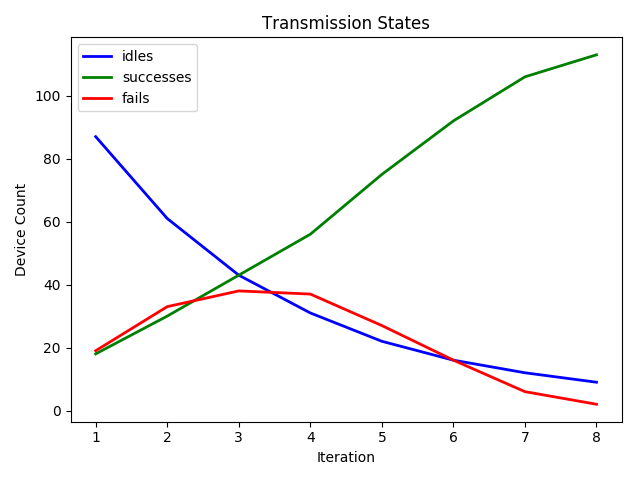 Transmission States
idles
successes
fails
Device Count
100
80
60
40
20
0
1 2 3 4 5 6 7 8
Iteration